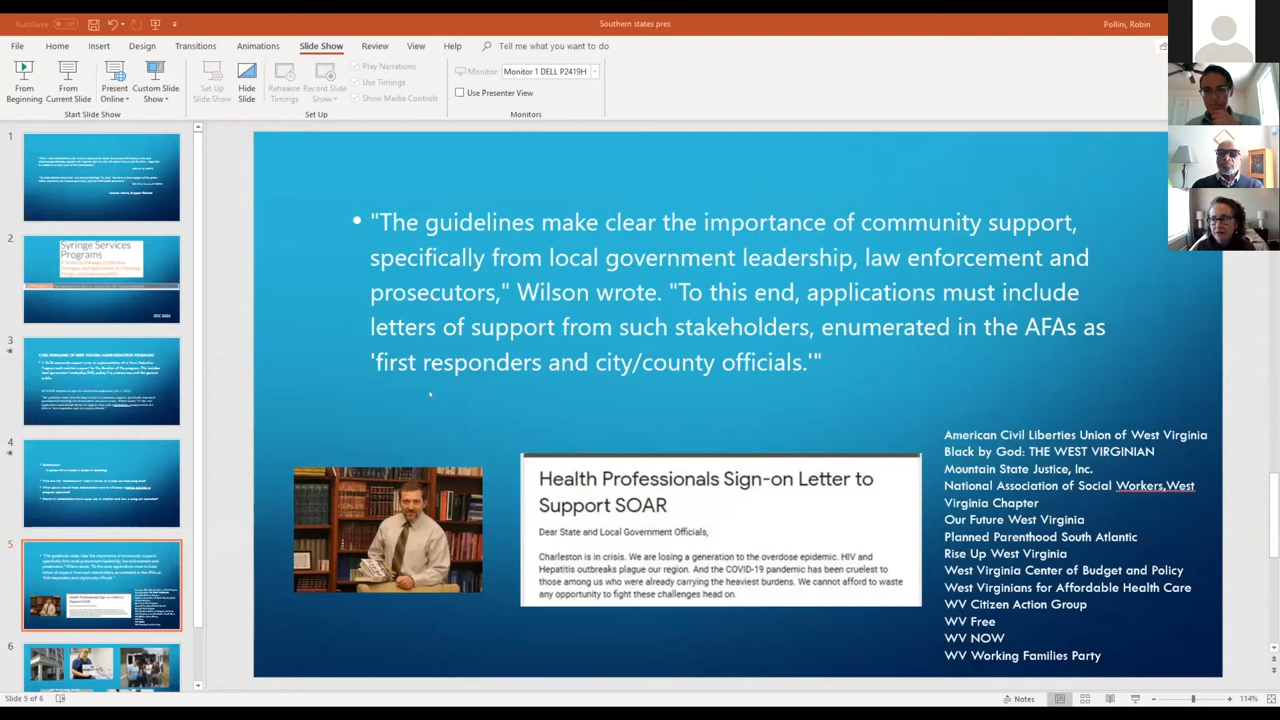 AutoSave Off
Southern states pres
Pollini, Robin
File Home Insert Design Transitions Animations Slide Show Review View Help Tell me what you want to do
From Beginning
From Current Slide
Present Online
Custom Slide Show
Start Slide Show
Set Up Slide Show
Hide Slide
Rehearse Timings
Record Slide Show
Play Narrations
Use Timings
Show Media Controls
Set Up
Monitor: Monitor 1 DELL P2419H
Use Presenter View
Monitors
1
2
Syringe Services
Programs
CDC 2020
3
4
5
6
• "The guidelines make clear the importance of community support,
specifically from local government leadership, law enforcement and
prosecutors," Wilson wrote. "To this end, applications must include
letters of support from such stakeholders, enumerated in the AFAs as
'first responders and city/county officials.'"
Health Professionals Sign-on Letter to
Support SOAR
Dear State and Local Government Officials,
Charleston is in crisis. We are losing a generation to the overdose epidemic. HIV and
Hepatitis outbreaks plague our region. And the COVID-19 pandemic has been cruelest to
those among us who were already carrying the heaviest burdens. We cannot afford to waste
any opportunity to fight these challenges head on.
American Civil Liberties Union of West Virginia
Black by God: THE WEST VIRGINIAN
Mountain State Justice, Inc.
National Association of Social Workers,West
Virginia Chapter
Our Future West Virginia
Planned Parenthood South Atlantic
Rise Up West Virginia
West Virginia Center of Budget and Policy
West Virginians for Affordable Health Care
WV Citizen Action Group
WV Free
WV NOW
WV Working Families Party
Slide 5 of 6
Notes
114%